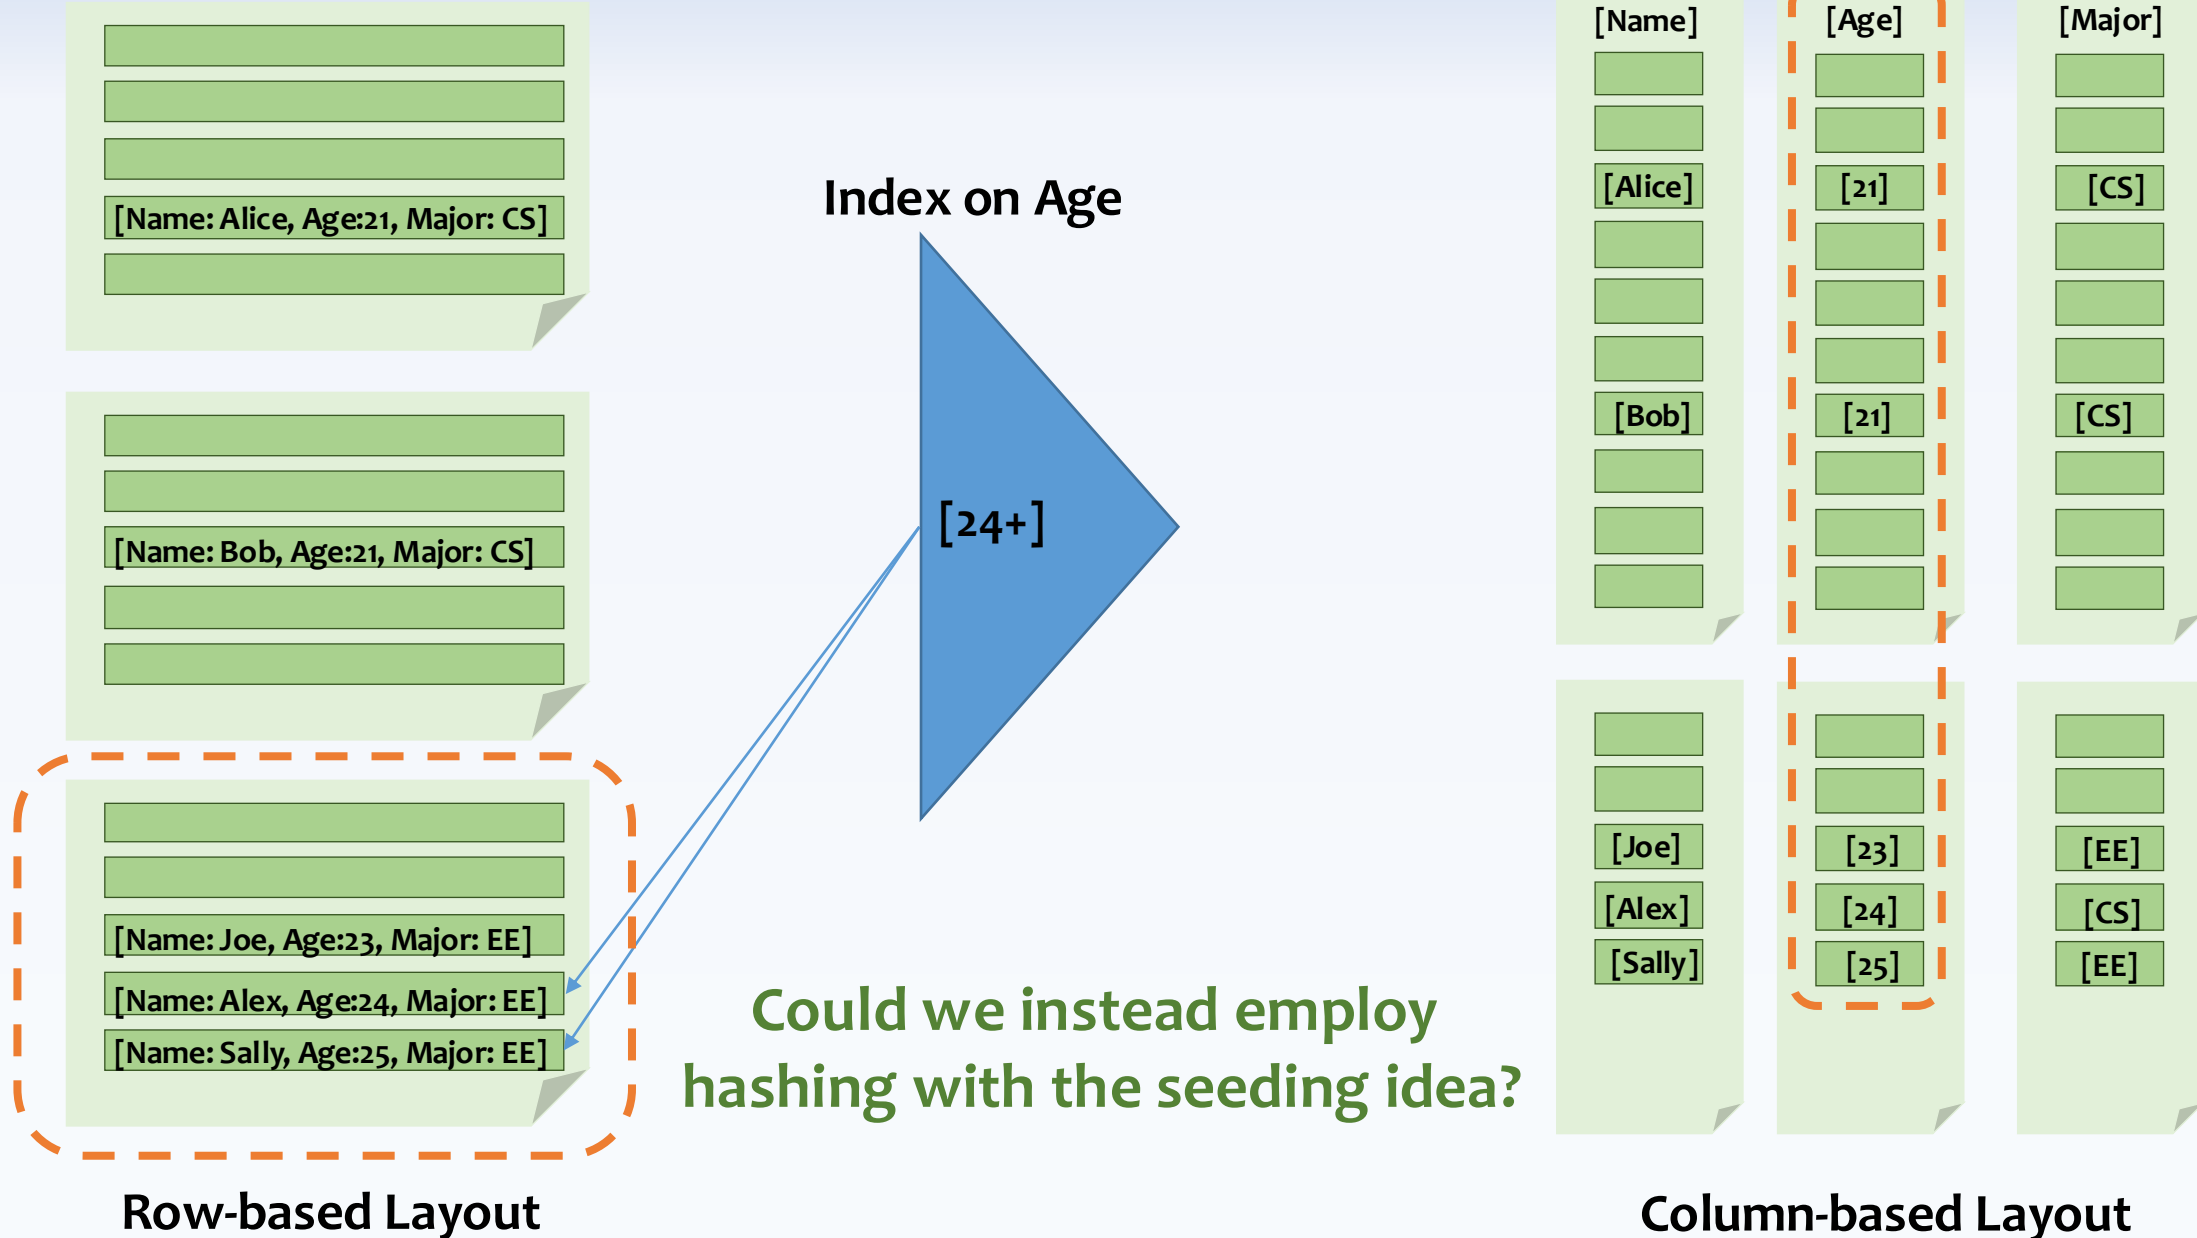 [Name: Alice, Age:21, Major: CS]
[Name: Bob, Age:21, Major: CS]
[Name: Joe, Age:23, Major: EE]
[Name: Alex, Age:24, Major: EE]
[Name: Sally, Age:25, Major: EE]
Row-based Layout
Index on Age
[24+]
Could we instead employ
hashing with the seeding idea?
[Name] [Age] [Major]
[Alice] [21] [CS]
[Bob] [21] [CS]
[Joe] [23] [EE]
[Alex] [24] [CS]
[Sally] [25] [EE]
Column-based Layout